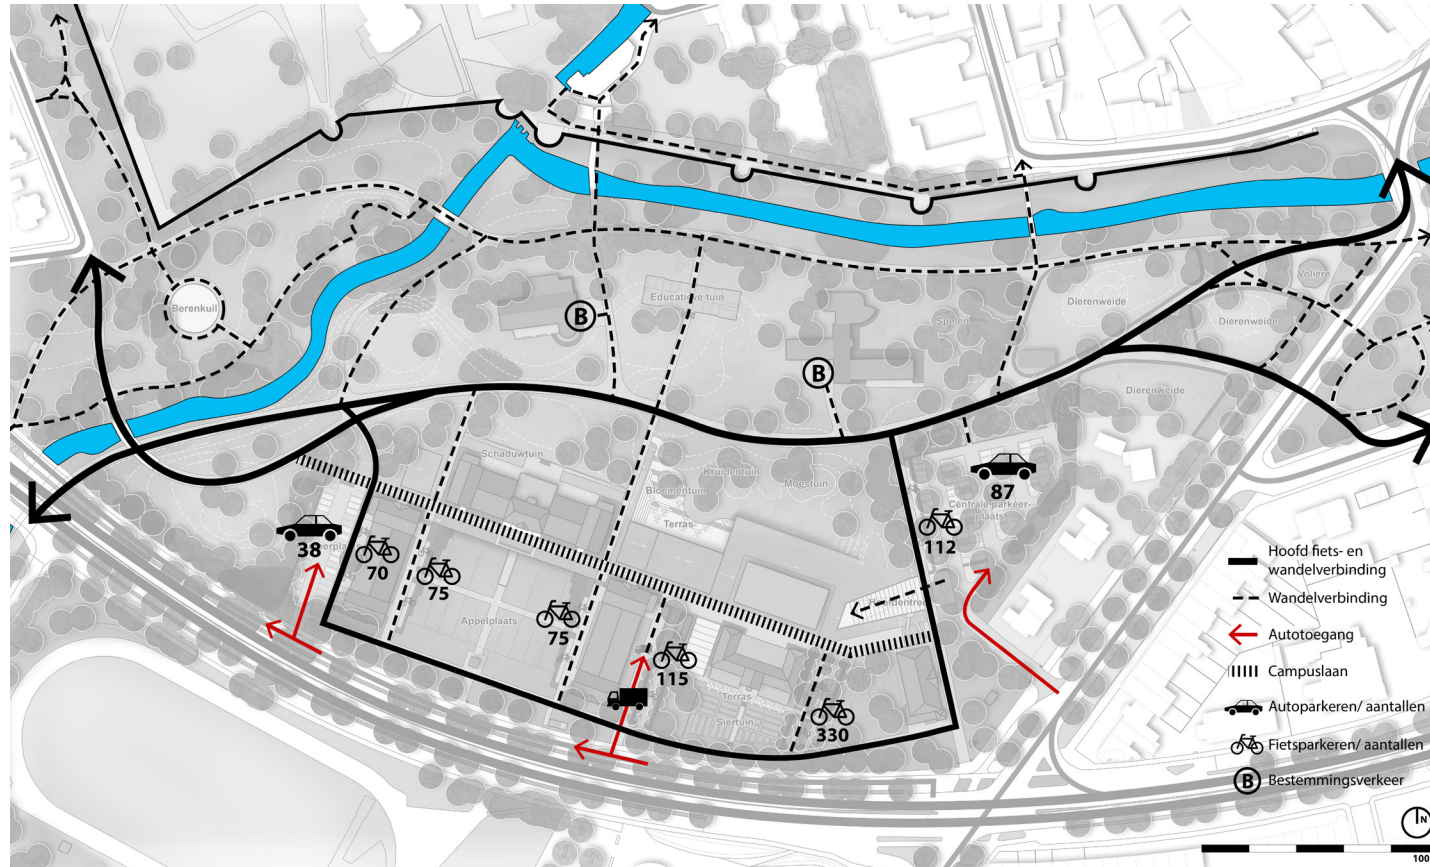 Berenkuil
Educatieve tuin
B
B
Volière
Dierenweide
Dierenweide
Spelen
Dierenweide
Schaduwtuin
Kruidentuin
Bloementuin
Moestuin
Terras
87
Centrale parkeer-
plaats
38
70
75
75
115
112
330
Appelplaats
Terras
Siertuin
Hoofd fiets- en
wandelverbinding
Wandelverbinding
Autotoegang
Campuslaan
Autoparkeren/ aantallen
Fietsparkeren/ aantallen
B Bestemmingsverkeer
N
100